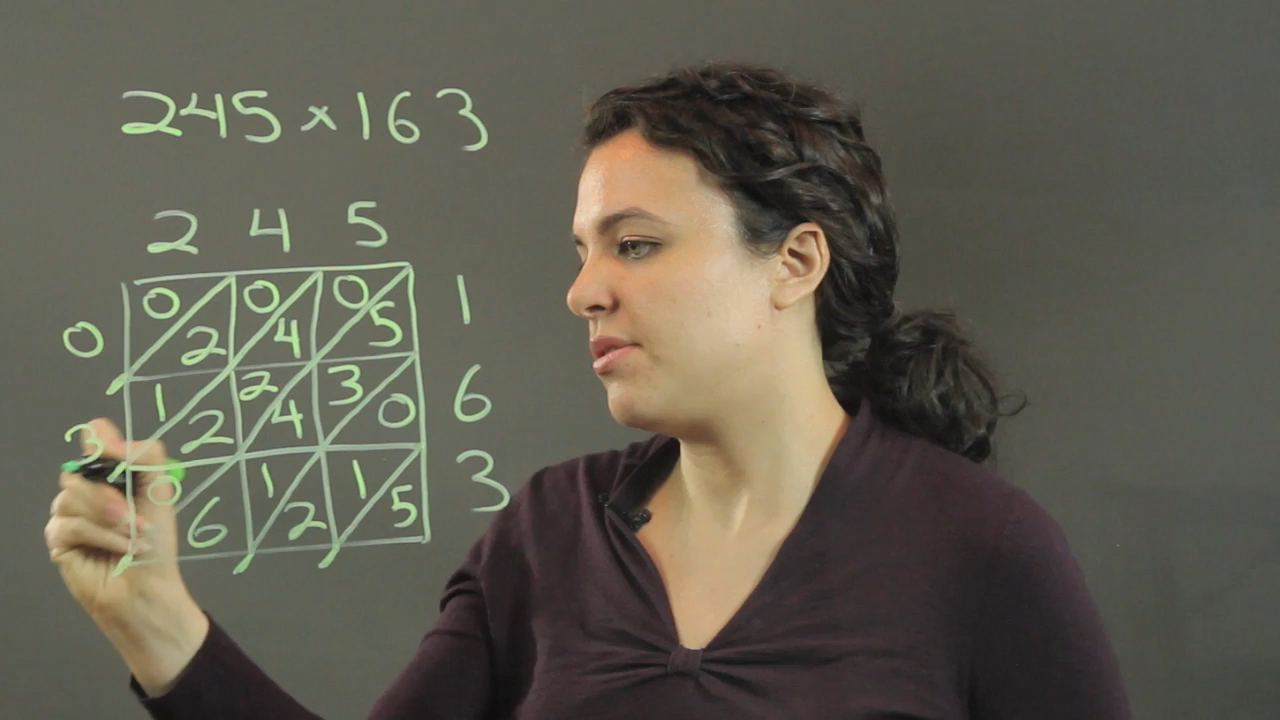 245×163
2 4 5
0 0 0 1
0 2 4 5
1 2 3 6
3 2 4 0
0 1 1 3
6 2 5